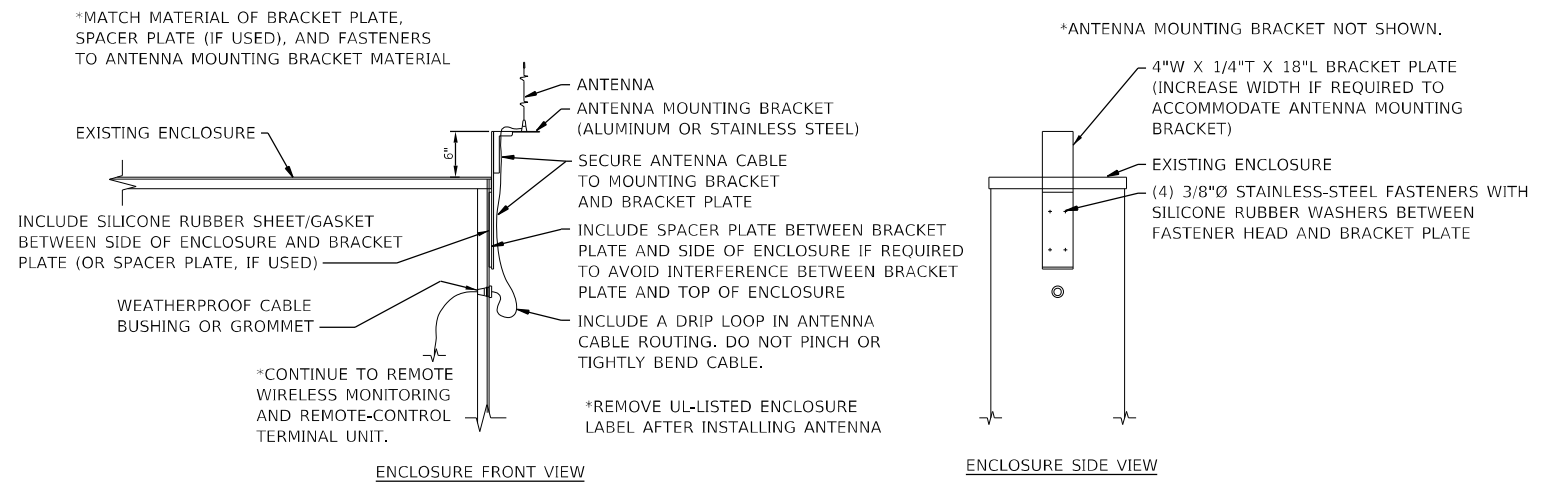 *MATCH MATERIAL OF BRACKET PLATE,
SPACER PLATE (IF USED), AND FASTENERS
TO ANTENNA MOUNTING BRACKET MATERIAL
EXISTING ENCLOSURE
6"
ANTENNA
ANTENNA MOUNTING BRACKET
(ALUMINUM OR STAINLESS STEEL)
SECURE ANTENNA CABLE
TO MOUNTING BRACKET
AND BRACKET PLATE
INCLUDE SILICONE RUBBER SHEET/GASKET
BETWEEN SIDE OF ENCLOSURE AND BRACKET
PLATE (OR SPACER PLATE, IF USED)
INCLUDE SPACER PLATE BETWEEN BRACKET
PLATE AND SIDE OF ENCLOSURE IF REQUIRED
TO AVOID INTERFERENCE BETWEEN BRACKET
PLATE AND TOP OF ENCLOSURE
WEATHERPROOF CABLE
BUSHING OR GROMMET
INCLUDE A DRIP LOOP IN ANTENNA
CABLE ROUTING. DO NOT PINCH OR
TIGHTLY BEND CABLE.
*CONTINUE TO REMOTE
WIRELESS MONITORING
AND REMOTE-CONTROL
TERMINAL UNIT.
*REMOVE UL-LISTED ENCLOSURE
LABEL AFTER INSTALLING ANTENNA
ENCLOSURE FRONT VIEW
*ANTENNA MOUNTING BRACKET NOT SHOWN.
4"W X 1/4"T X 18"L BRACKET PLATE
(INCREASE WIDTH IF REQUIRED TO
ACCOMMODATE ANTENNA MOUNTING
BRACKET)
EXISTING ENCLOSURE
(4) 3/8"Ø STAINLESS-STEEL FASTENERS WITH
SILICONE RUBBER WASHERS BETWEEN
FASTENER HEAD AND BRACKET PLATE
ENCLOSURE SIDE VIEW